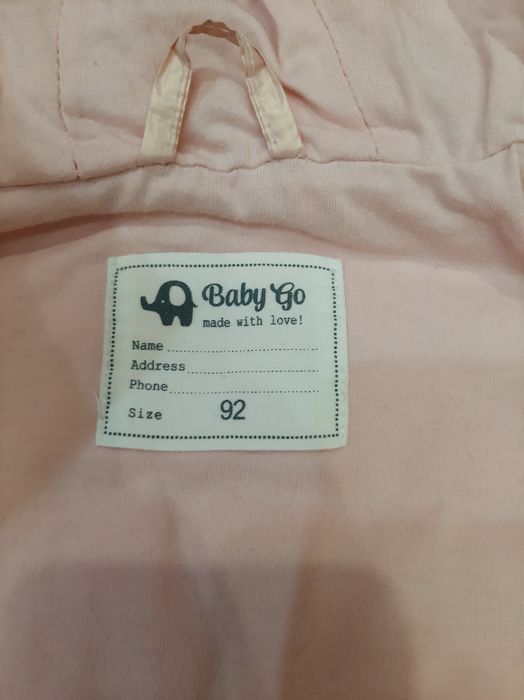 Baby Go
made with love!
Name
Address
Phone
Size 92